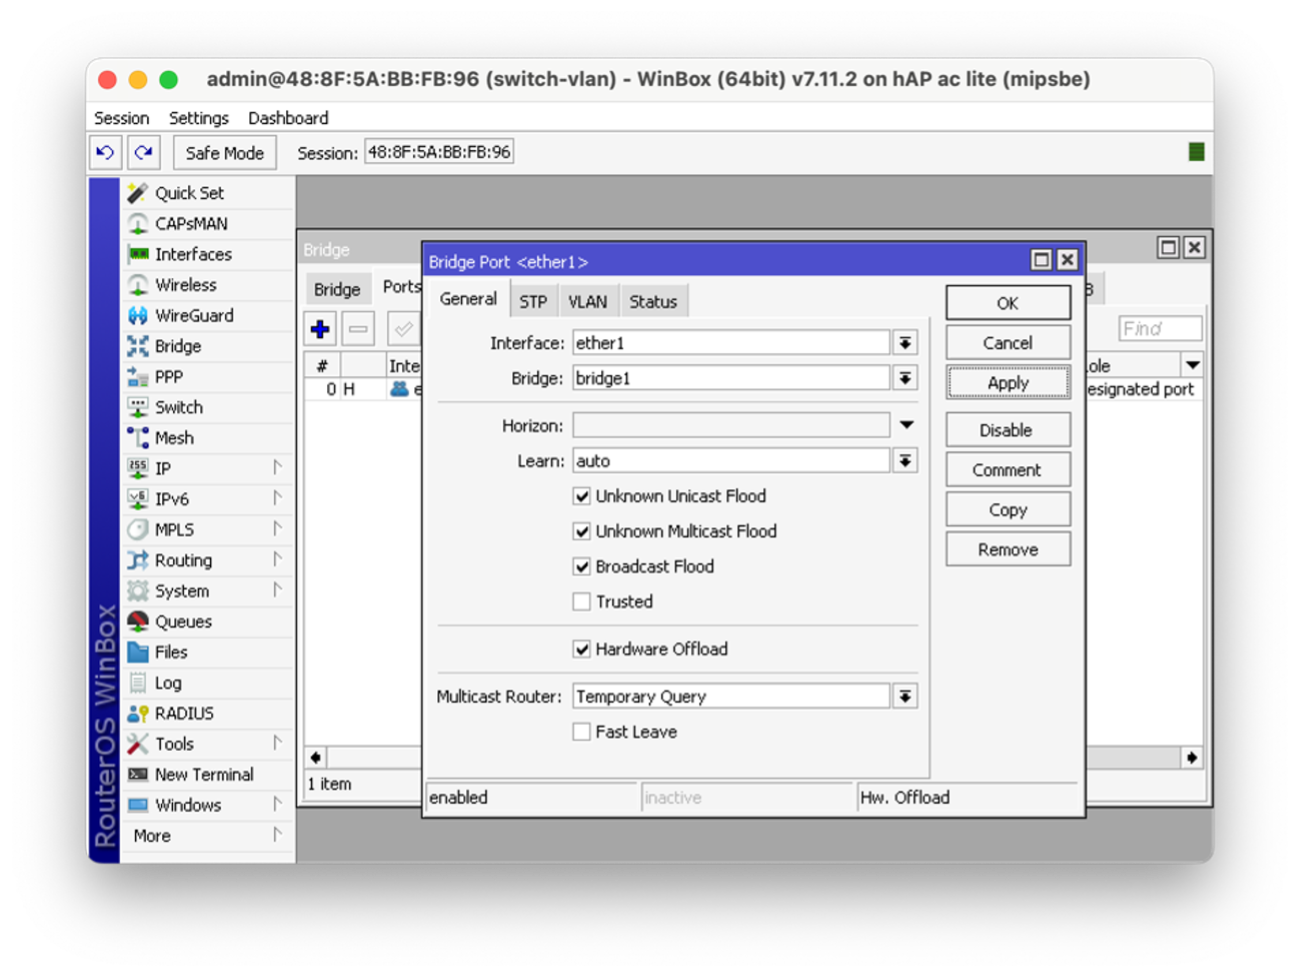 admin@48:8F:5A:BB:FB:96 (switch-vlan) - WinBox (64bit) v7.11.2 on hAP ac lite (mipsbe)
Session Settings Dashboard
Safe Mode Session: 48:8F:5A:BB:FB:96
RouterOS WinBox
Quick Set
CAPsMAN
Interfaces
Wireless
WireGuard
Bridge
PPP
Switch
Mesh
IP
IPv6
MPLS
Routing
System
Queues
Files
Log
RADIUS
Tools
New Terminal
Windows
More
Bridge
Bridge Ports
Find
# Inte ole
0 H e esignated port
1 item
Bridge Port <ether1>
General STP VLAN Status
Interface: ether1
Bridge: bridge1
Horizon:
Learn: auto
Unknown Unicast Flood
Unknown Multicast Flood
Broadcast Flood
Trusted
Hardware Offload
Multicast Router: Temporary Query
Fast Leave
OK
Cancel
Apply
Disable
Comment
Copy
Remove
enabled inactive Hw. Offload